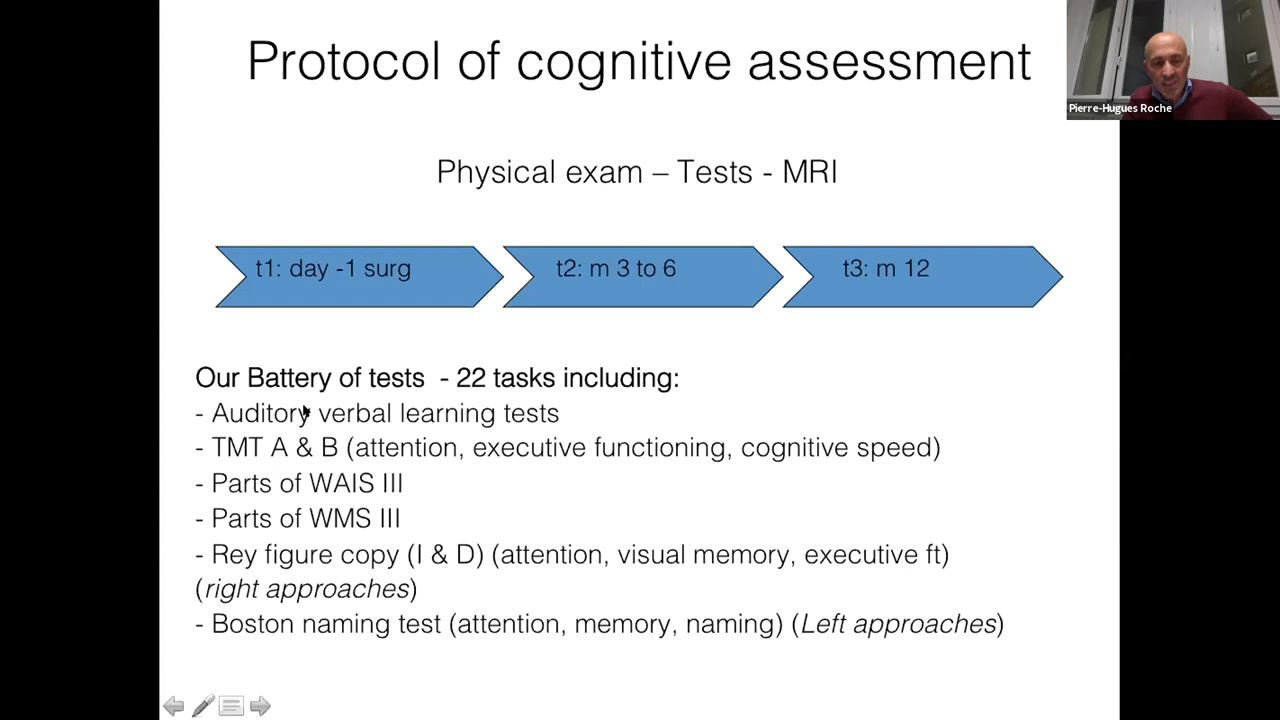 Protocol of cognitive assessment
Pierre-Hugues Roche
Physical exam – Tests - MRI
t1: day -1 surg
t2: m 3 to 6
t3: m 12
Our Battery of tests - 22 tasks including:
- Auditory verbal learning tests
- TMT A & B (attention, executive functioning, cognitive speed)
- Parts of WAIS III
- Parts of WMS III
- Rey figure copy (I & D) (attention, visual memory, executive ft)
(right approaches)
- Boston naming test (attention, memory, naming) (Left approaches)